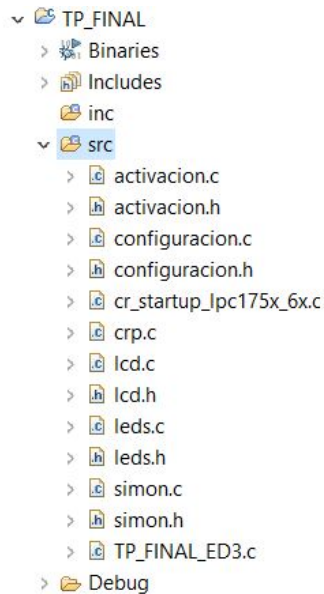 TP_FINAL
Binaries
Includes
inc
src
activacion.c
activacion.h
configuracion.c
configuracion.h
cr_startup_lpc175x_6x.c
crp.c
lcd.c
lcd.h
leds.c
leds.h
simon.c
simon.h
TP_FINAL_ED3.c
Debug